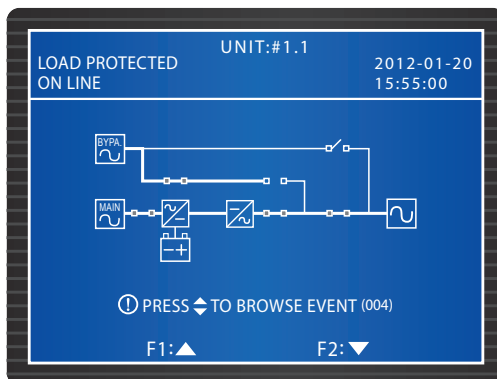 UNIT:#1.1
LOAD PROTECTED
ON LINE
2012-01-20
15:55:00
BYPA.
MAIN
PRESS TO BROWSE EVENT (004)
F1:▲ F2:▼